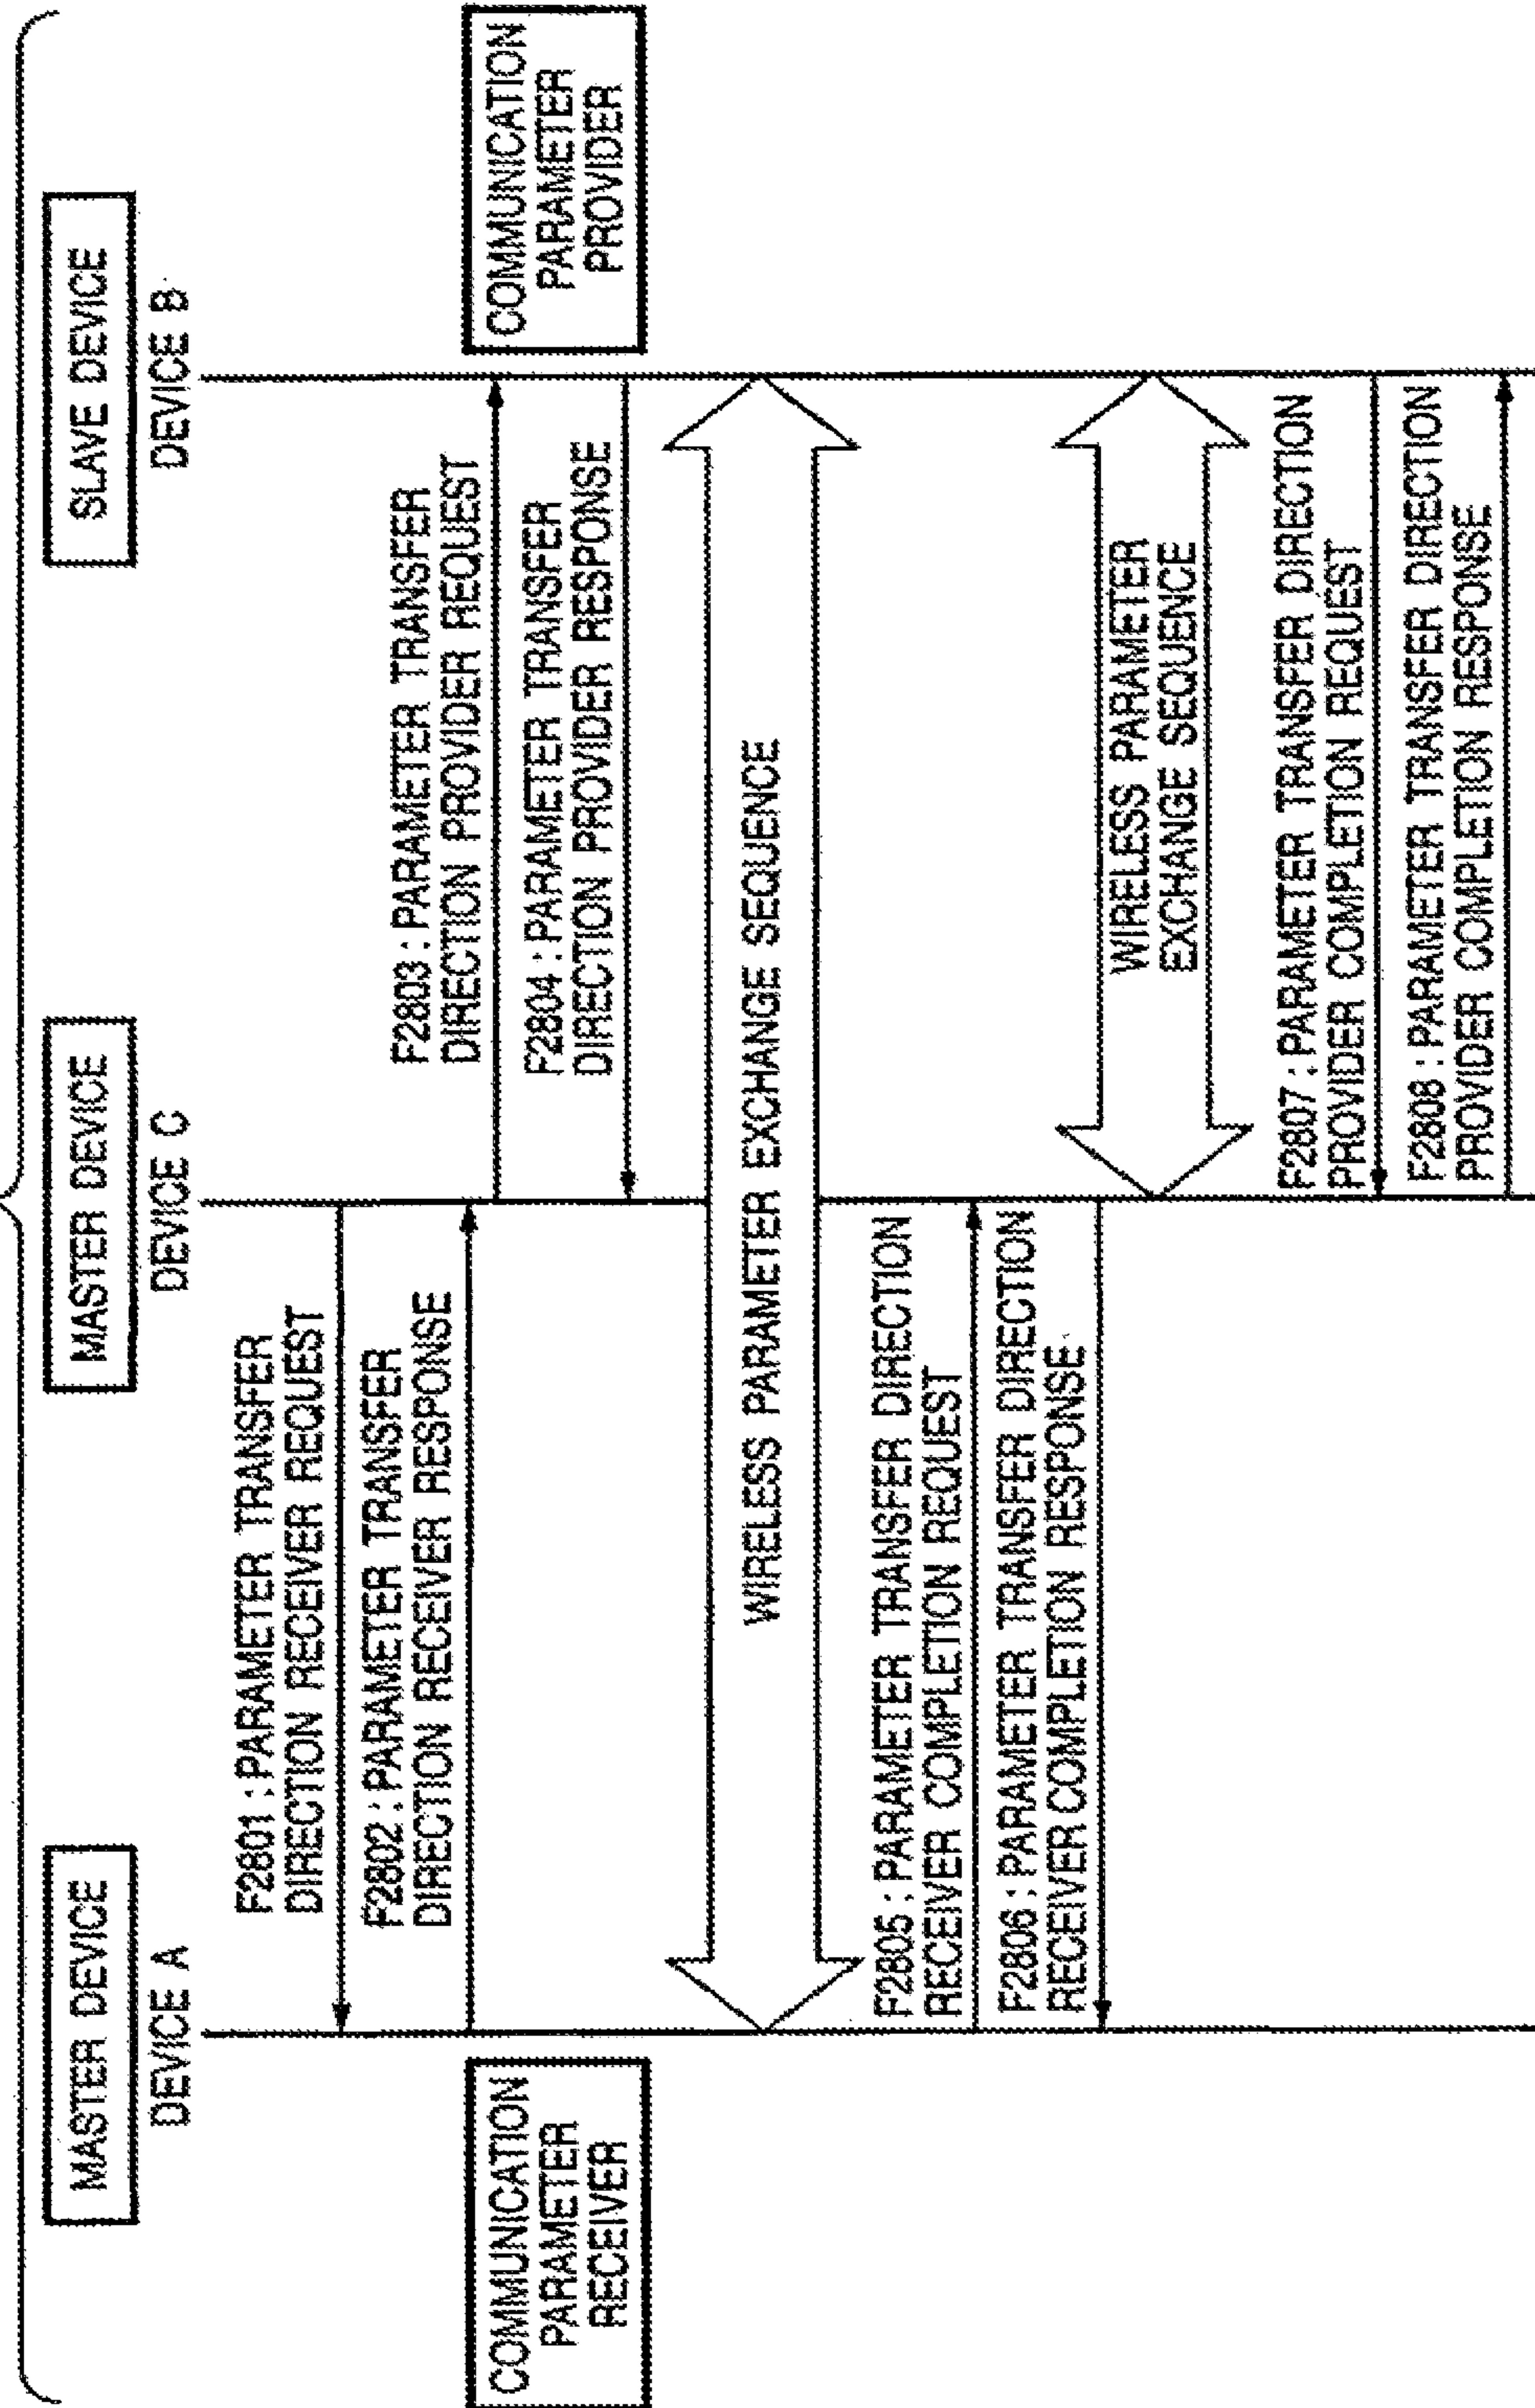 MASTER DEVICE
DEVICE A
MASTER DEVICE
DEVICE C
SLAVE DEVICE
DEVICE B
F2801 : PARAMETER TRANSFER
DIRECTION RECEIVER REQUEST
F2802 : PARAMETER TRANSFER
DIRECTION RECEIVER RESPONSE
COMMUNICATION
PARAMETER
RECEIVER
F2803 : PARAMETER TRANSFER
DIRECTION PROVIDER REQUEST
COMMUNICATION
PARAMETER
PROVIDER
F2804 : PARAMETER TRANSFER
DIRECTION PROVIDER RESPONSE
WIRELESS PARAMETER EXCHANGE SEQUENCE
F2805 : PARAMETER TRANSFER DIRECTION
RECEIVER COMPLETION REQUEST
F2806 : PARAMETER TRANSFER DIRECTION
RECEIVER COMPLETION RESPONSE
WIRELESS PARAMETER
EXCHANGE SEQUENCE
F2807 : PARAMETER TRANSFER DIRECTION
PROVIDER COMPLETION REQUEST
F2808 : PARAMETER TRANSFER DIRECTION
PROVIDER COMPLETION RESPONSE